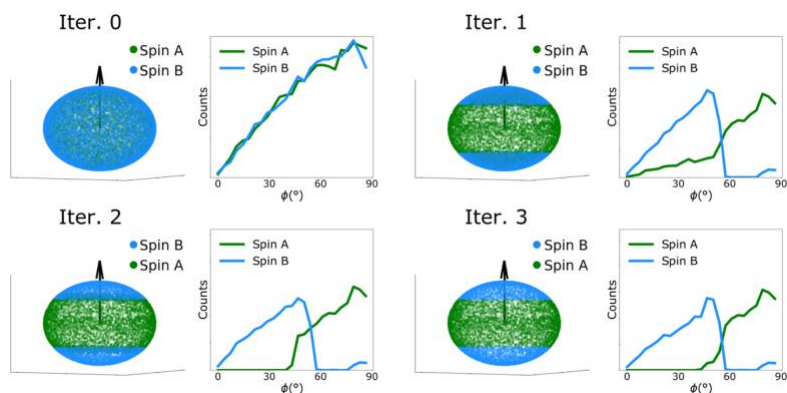 Iter. 0
Spin A
Spin B
Counts
Spin A
Spin B
0 30 60 90
ϕ(°)
Iter. 1
Spin A
Spin B
Counts
Spin A
Spin B
0 30 60 90
ϕ(°)
Iter. 2
Spin B
Spin A
Counts
Spin A
Spin B
0 30 60 90
ϕ(°)
Iter. 3
Spin B
Spin A
Counts
Spin A
Spin B
0 30 60 90
ϕ(°)